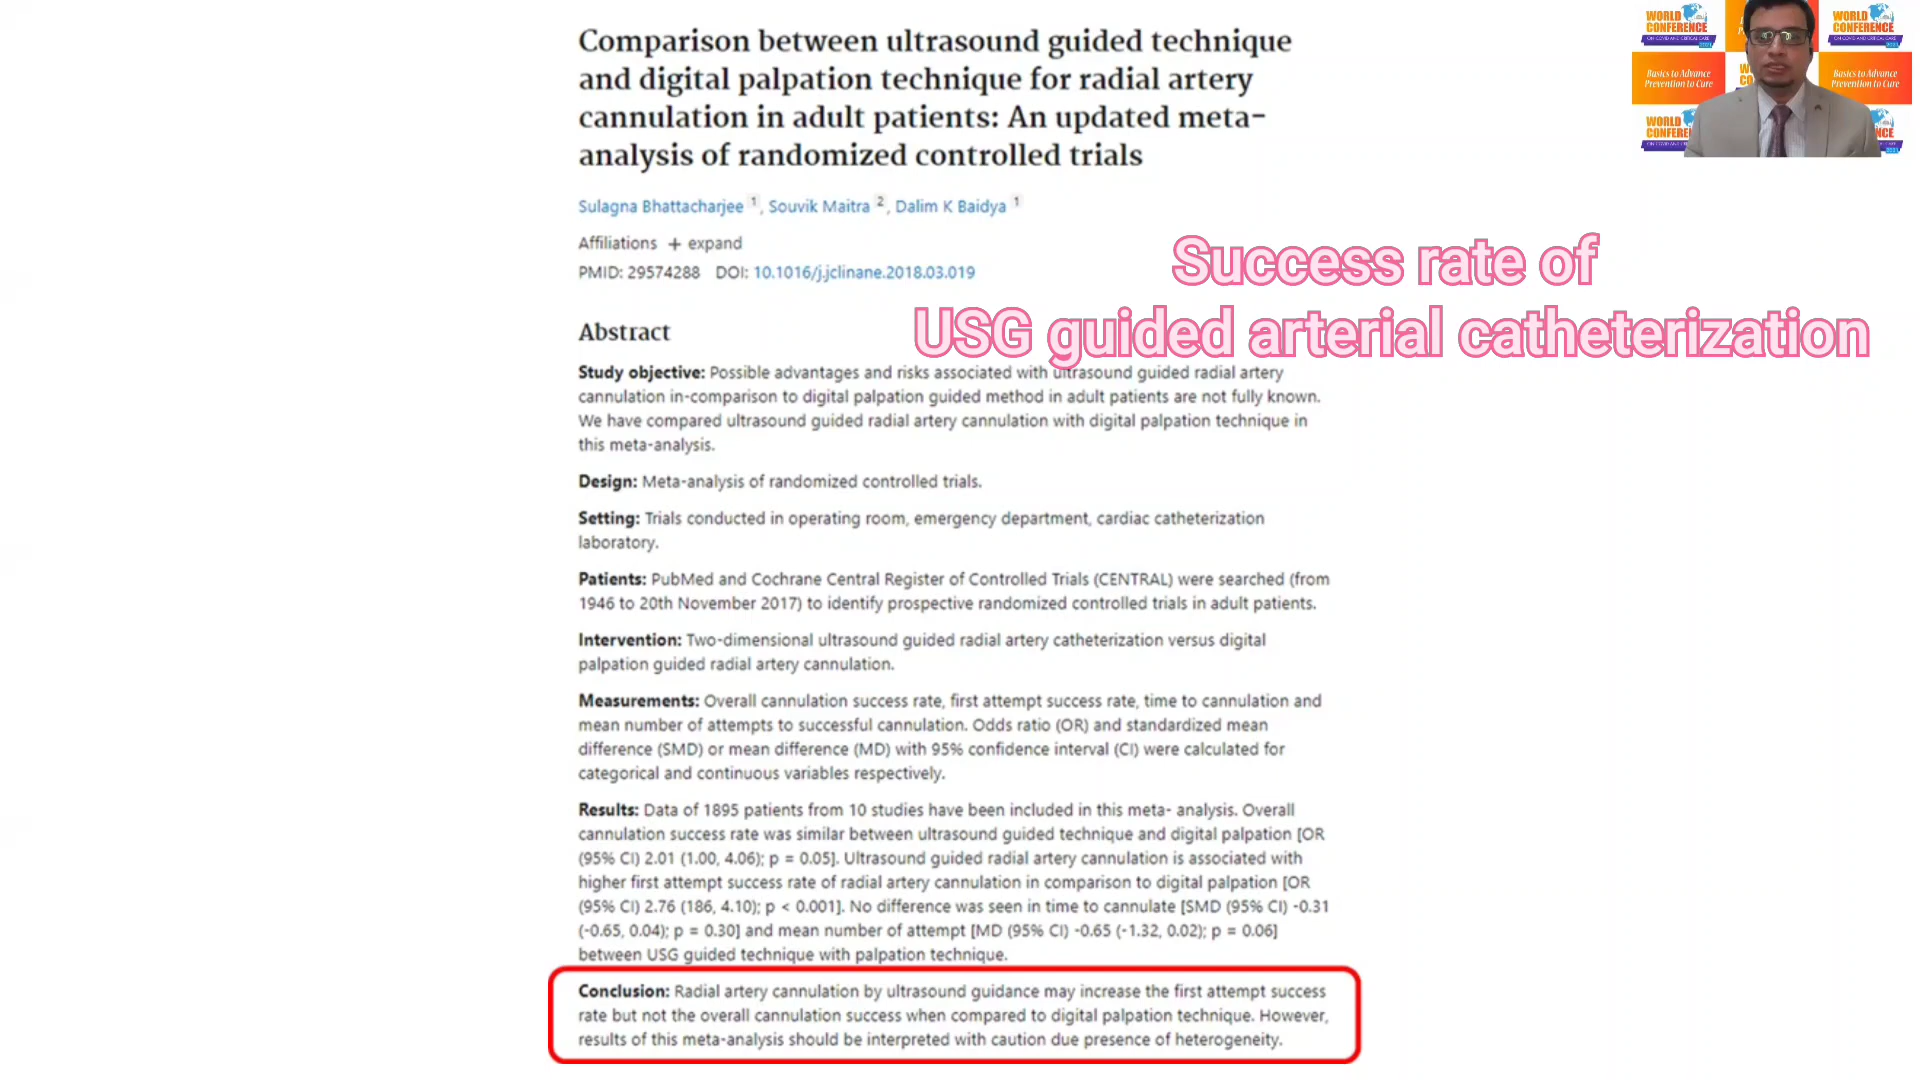 Comparison between ultrasound guided technique
and digital palpation technique for radial artery
cannulation in adult patients: An updated meta-
analysis of randomized controlled trials
Sulagna Bhattacharjee 1, Souvik Maitra 2, Dalim K Baidya 1
Affiliations + expand
PMID: 29574288 DOI: 10.1016/j.jclinane.2018.03.019
Success rate of
USG guided arterial catheterization
Abstract
Study objective: Possible advantages and risks associated with ultrasound guided radial artery
cannulation in-comparison to digital palpation guided method in adult patients are not fully known.
We have compared ultrasound guided radial artery cannulation with digital palpation technique in
this meta-analysis.
Design: Meta-analysis of randomized controlled trials.
Setting: Trials conducted in operating room, emergency department, cardiac catheterization
laboratory.
Patients: PubMed and Cochrane Central Register of Controlled Trials (CENTRAL) were searched (from
1946 to 20th November 2017) to identify prospective randomized controlled trials in adult patients.
Intervention: Two-dimensional ultrasound guided radial artery catheterization versus digital
palpation guided radial artery cannulation.
Measurements: Overall cannulation success rate, first attempt success rate, time to cannulation and
mean number of attempts to successful cannulation. Odds ratio (OR) and standardized mean
difference (SMD) or mean difference (MD) with 95% confidence interval (CI) were calculated for
categorical and continuous variables respectively.
Results: Data of 1895 patients from 10 studies have been included in this meta- analysis. Overall
cannulation success rate was similar between ultrasound guided technique and digital palpation [OR
(95% CI) 2.01 (1.00, 4.06); p = 0.05]. Ultrasound guided radial artery cannulation is associated with
higher first attempt success rate of radial artery cannulation in comparison to digital palpation [OR
(95% CI) 2.76 (186, 4.10); p < 0.001]. No difference was seen in time to cannulate [SMD (95% CI) -0.31
(-0.65, 0.04); p = 0.30] and mean number of attempt [MD (95% CI) -0.65 (-1.32, 0.02); p = 0.06]
between USG guided technique with palpation technique.
Conclusion: Radial artery cannulation by ultrasound guidance may increase the first attempt success
rate but not the overall cannulation success when compared to digital palpation technique. However,
results of this meta-analysis should be interpreted with caution due presence of heterogeneity.
WORLD
CONFERENCE
ON COVID AND CRITICAL CARE
WORLD
CONFERENCE
ON COVID AND CRITICAL CARE
Basics to Advance
Prevention to Cure
Basics to Advance
Prevention to Cure
WORLD